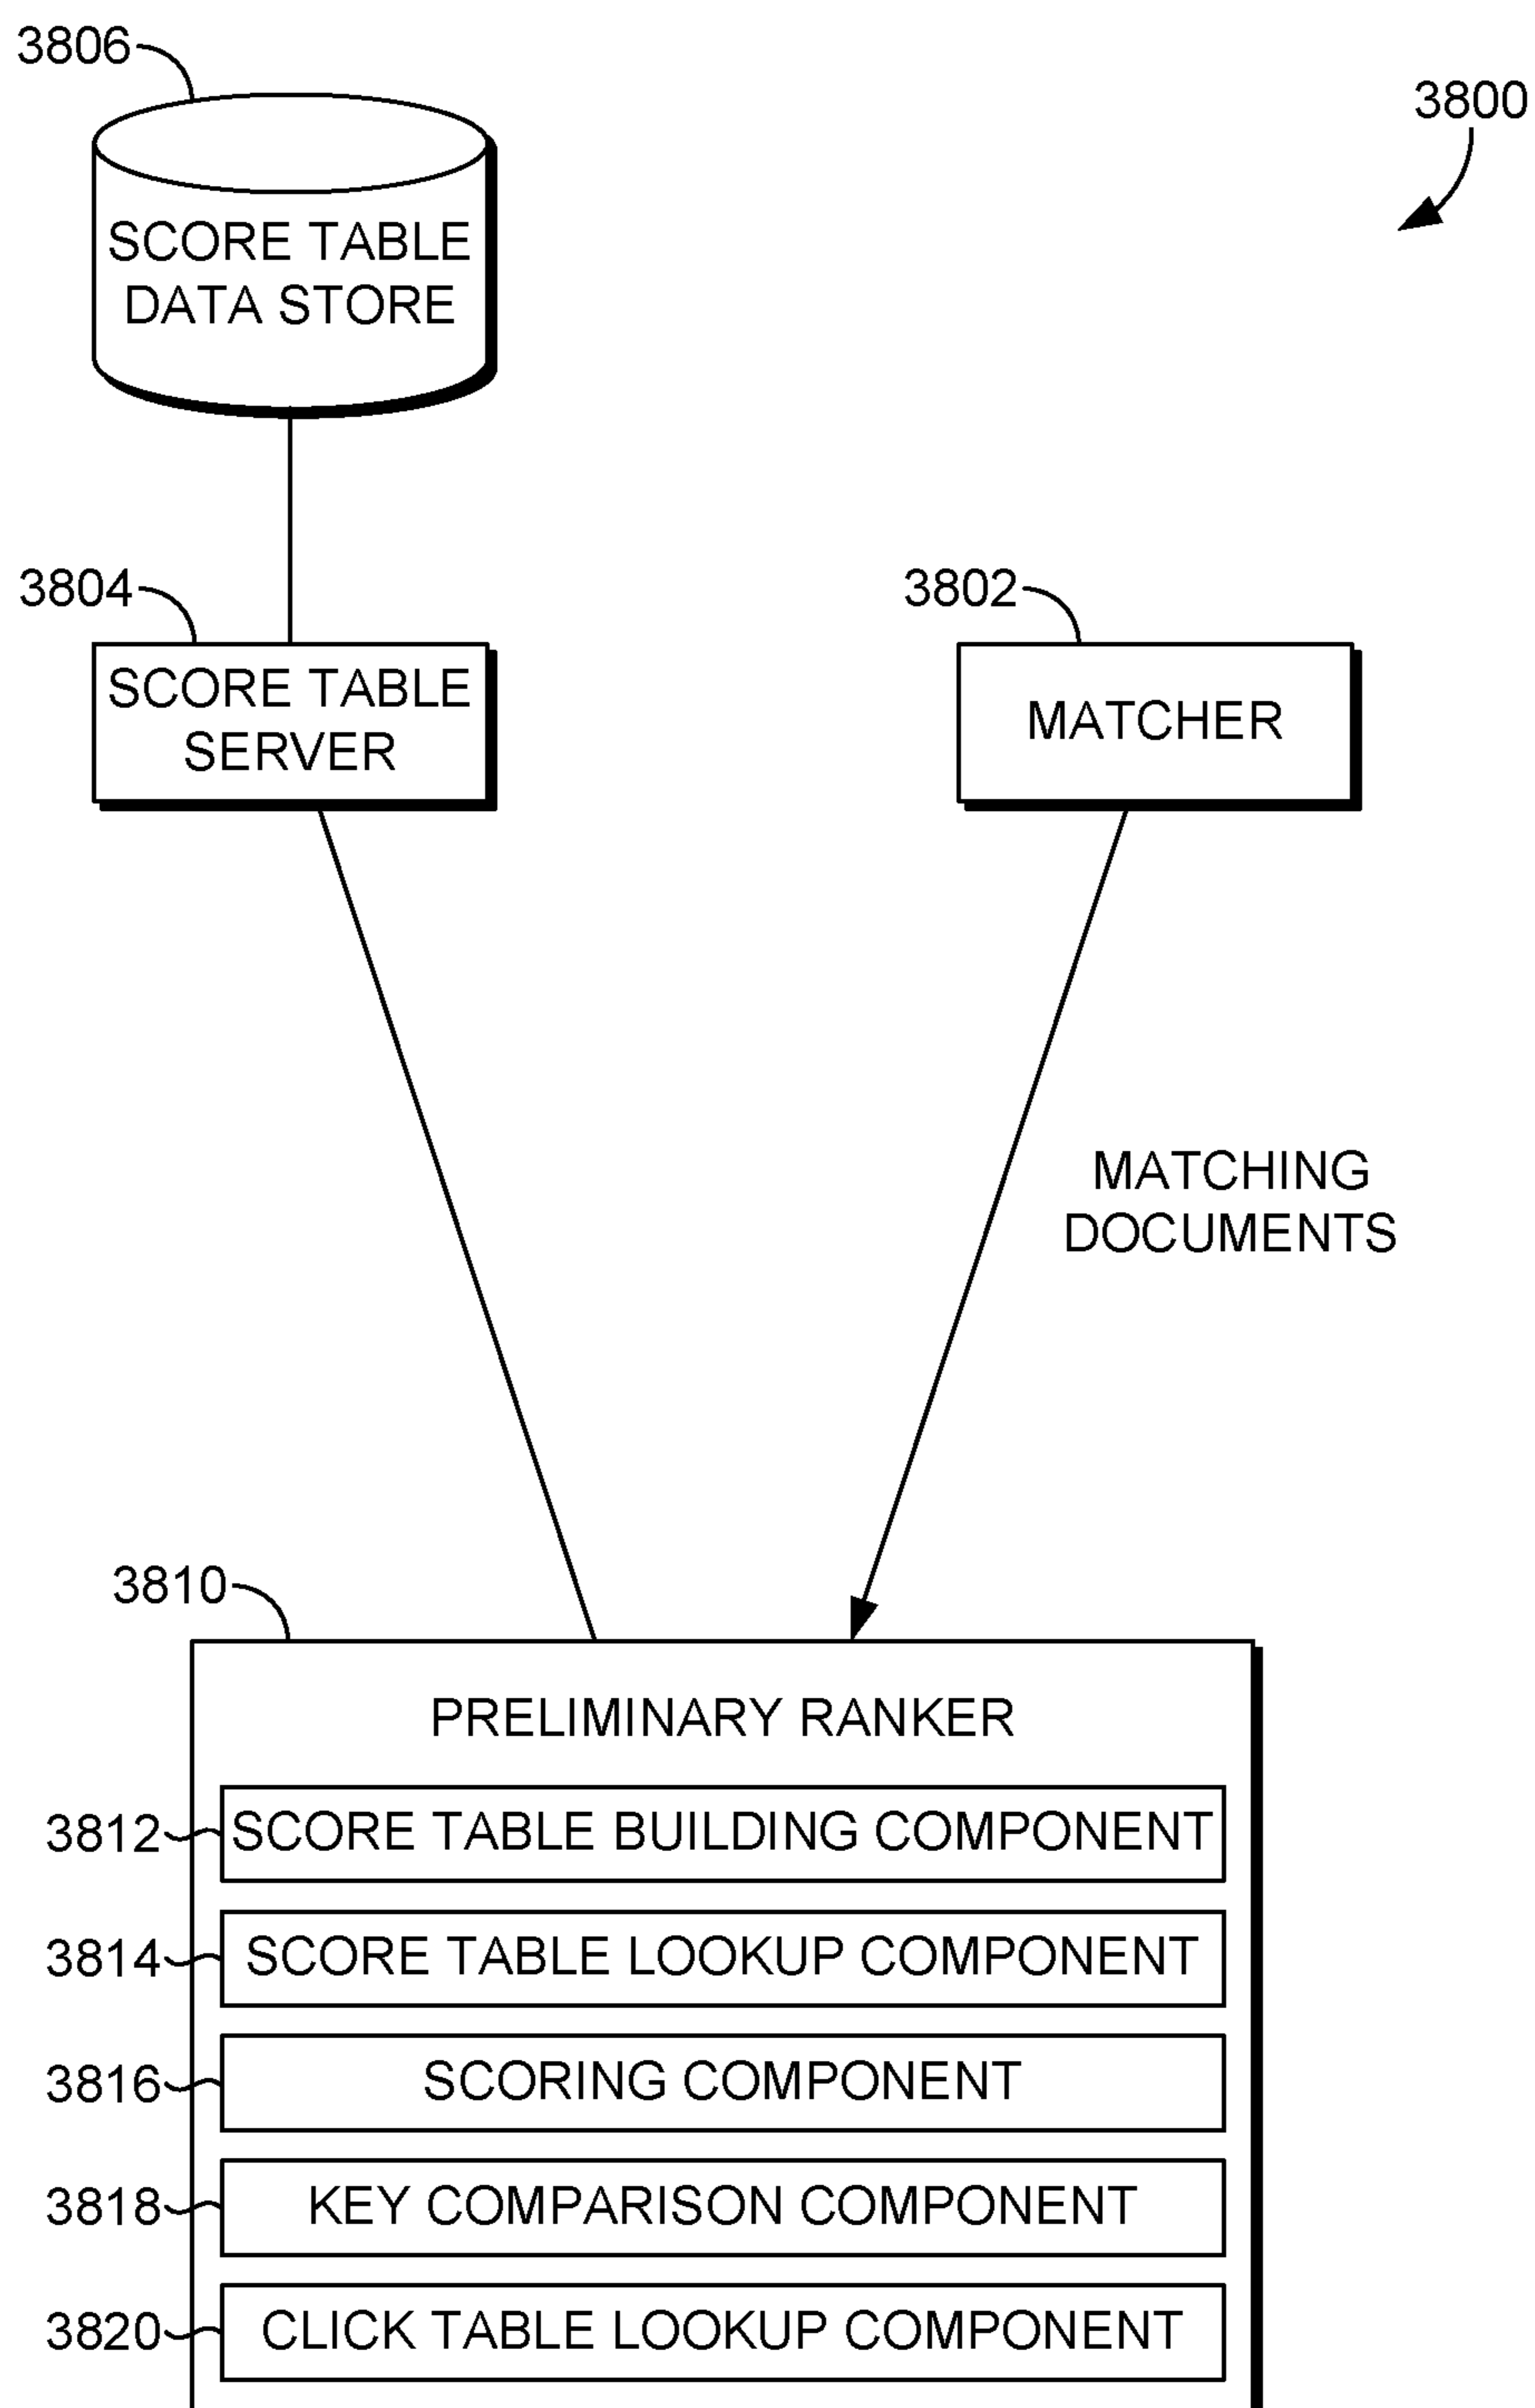 3806
3800
SCORE TABLE
DATA STORE
3804
3802
SCORE TABLE
SERVER
MATCHER
MATCHING
DOCUMENTS
3810
PRELIMINARY RANKER
3812 SCORE TABLE BUILDING COMPONENT
3814 SCORE TABLE LOOKUP COMPONENT
3816 SCORING COMPONENT
3818 KEY COMPARISON COMPONENT
3820 CLICK TABLE LOOKUP COMPONENT